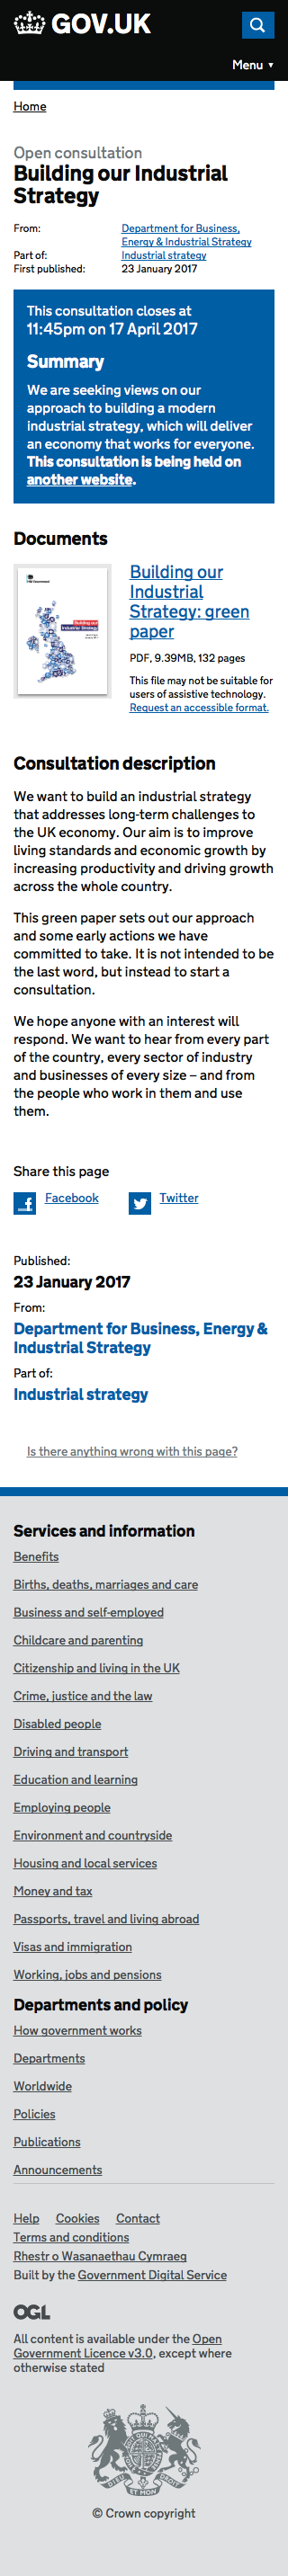 GOV.UK
Menu ▼
Home
Open consultation
Building our Industrial
Strategy
From: Department for Business,
Energy & Industrial Strategy
Part of: Industrial strategy
First published: 23 January 2017
This consultation closes at
11:45pm on 17 April 2017
Summary
We are seeking views on our
approach to building a modern
industrial strategy, which will deliver
an economy that works for everyone.
This consultation is being held on
another website.
Documents
Building our
Industrial Strategy
Building our
Industrial
Strategy: green
paper
PDF, 9.39MB, 132 pages
This file may not be suitable for
users of assistive technology.
Request an accessible format.
Consultation description
We want to build an industrial strategy
that addresses long-term challenges to
the UK economy. Our aim is to improve
living standards and economic growth by
increasing productivity and driving growth
across the whole country.
This green paper sets out our approach
and some early actions we have
committed to take. It is not intended to be
the last word, but instead to start a
consultation.
We hope anyone with an interest will
respond. We want to hear from every part
of the country, every sector of industry
and businesses of every size – and from
the people who work in them and use
them.
Share this page
Facebook Twitter
Published:
23 January 2017
From:
Department for Business, Energy &
Industrial Strategy
Part of:
Industrial strategy
Is there anything wrong with this page?
Services and information
Benefits
Births, deaths, marriages and care
Business and self-employed
Childcare and parenting
Citizenship and living in the UK
Crime, justice and the law
Disabled people
Driving and transport
Education and learning
Employing people
Environment and countryside
Housing and local services
Money and tax
Passports, travel and living abroad
Visas and immigration
Working, jobs and pensions
Departments and policy
How government works
Departments
Worldwide
Policies
Publications
Announcements
Help Cookies Contact
Terms and conditions
Rhestr o Wasanaethau Cymraeg
Built by the Government Digital Service
OGL
All content is available under the Open
Government Licence v3.0, except where
otherwise stated
DIEU ET MON
© Crown copyright